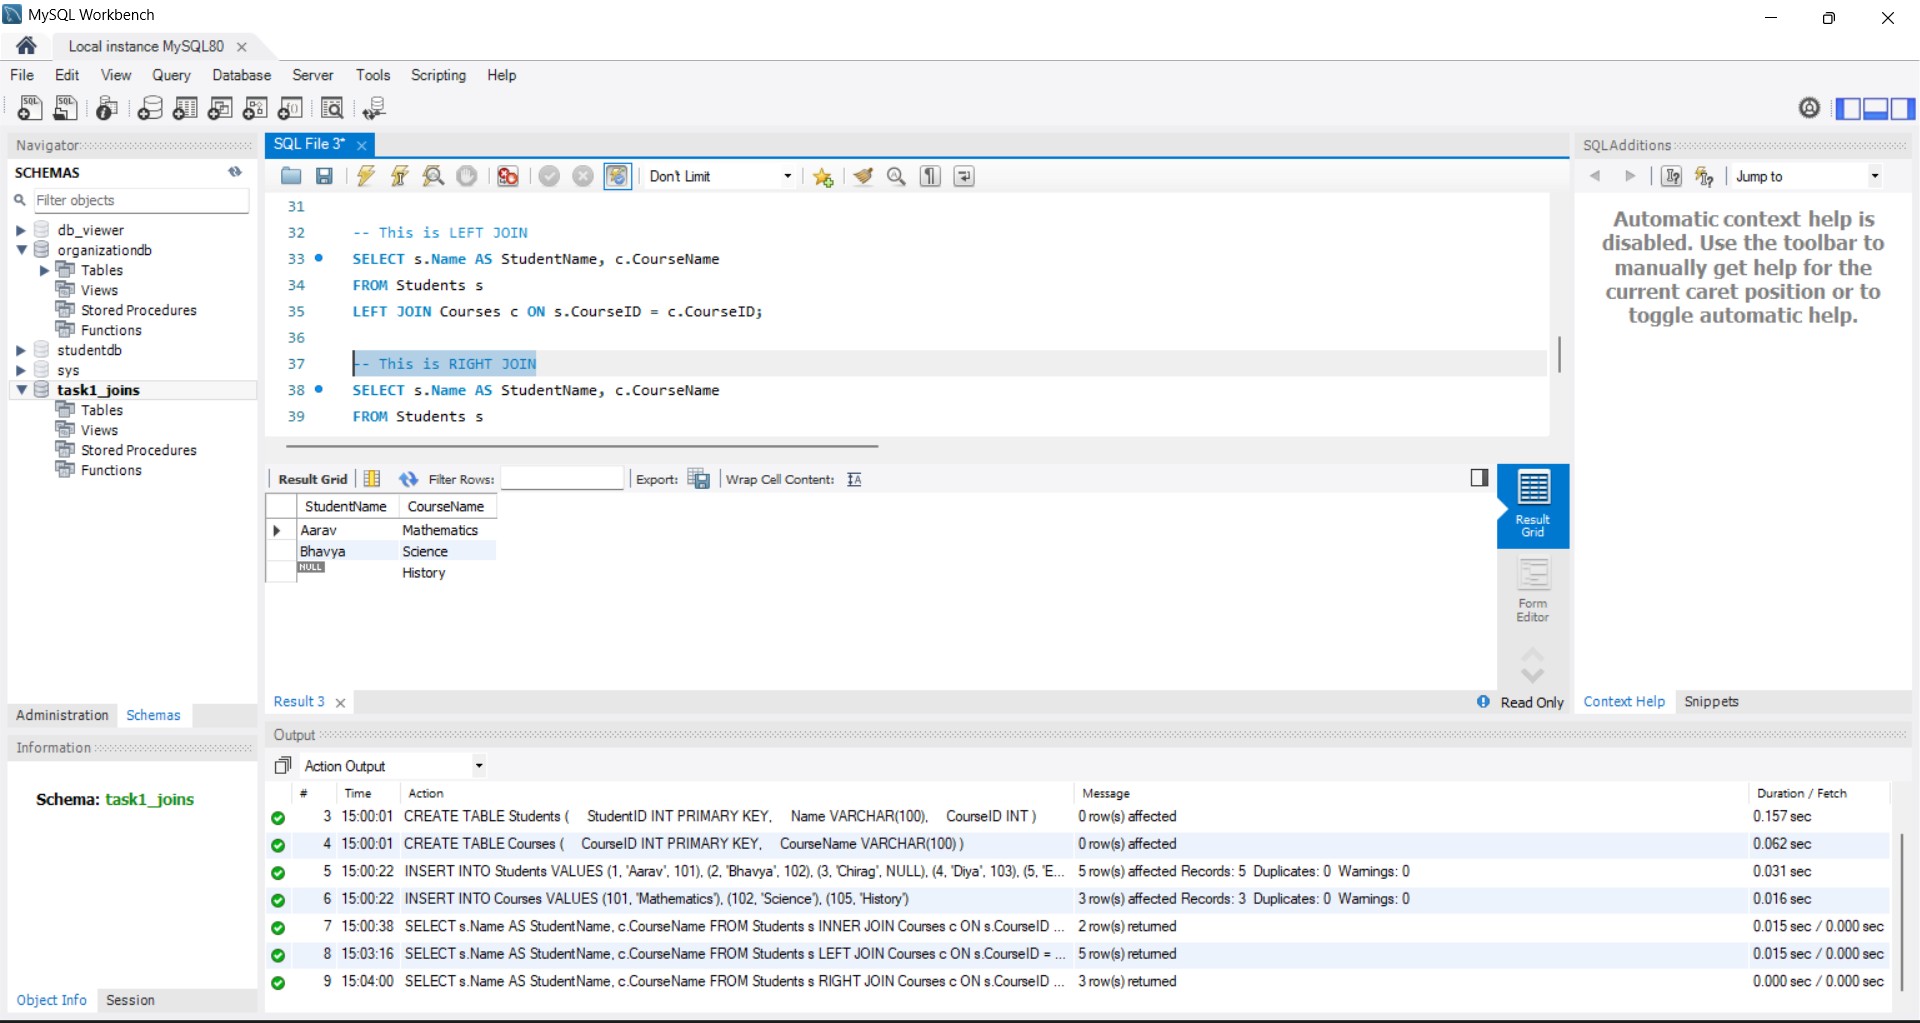 MySQL Workbench
Local instance MySQL80
File Edit View Query Database Server Tools Scripting Help
Navigator
SCHEMAS
Filter objects
db_viewer
organizationdb
Tables
Views
Stored Procedures
Functions
studentdb
sys
task1_joins
Tables
Views
Stored Procedures
Functions
Administration Schemas
Information
Schema: task1_joins
Object Info Session
SQL File 3*
Don't Limit
31
32 -- This is LEFT JOIN
33 SELECT s.Name AS StudentName, c.CourseName
34 FROM Students s
35 LEFT JOIN Courses c ON s.CourseID = c.CourseID;
36
37 -- This is RIGHT JOIN
38 SELECT s.Name AS StudentName, c.CourseName
39 FROM Students s
Result Grid Filter Rows: Export: Wrap Cell Content:
StudentName CourseName
Aarav Mathematics
Bhavya Science
NULL History
Result Grid
Form Editor
Result 3
Read Only
SQLAdditions
Jump to
Automatic context help is
disabled. Use the toolbar to
manually get help for the
current caret position or to
toggle automatic help.
Context Help Snippets
Output
Action Output
# Time Action Message Duration / Fetch
3 15:00:01 CREATE TABLE Students ( StudentID INT PRIMARY KEY, Name VARCHAR(100), CourseID INT ) 0 row(s) affected 0.157 sec
4 15:00:01 CREATE TABLE Courses ( CourseID INT PRIMARY KEY, CourseName VARCHAR(100) ) 0 row(s) affected 0.062 sec
5 15:00:22 INSERT INTO Students VALUES (1, 'Aarav', 101), (2, 'Bhavya', 102), (3, 'Chirag', NULL), (4, 'Diya', 103), (5, 'E... 5 row(s) affected Records: 5 Duplicates: 0 Warnings: 0 0.031 sec
6 15:00:22 INSERT INTO Courses VALUES (101, 'Mathematics'), (102, 'Science'), (105, 'History') 3 row(s) affected Records: 3 Duplicates: 0 Warnings: 0 0.016 sec
7 15:00:38 SELECT s.Name AS StudentName, c.CourseName FROM Students s INNER JOIN Courses c ON s.CourseID ... 2 row(s) returned 0.015 sec / 0.000 sec
8 15:03:16 SELECT s.Name AS StudentName, c.CourseName FROM Students s LEFT JOIN Courses c ON s.CourseID = ... 5 row(s) returned 0.015 sec / 0.000 sec
9 15:04:00 SELECT s.Name AS StudentName, c.CourseName FROM Students s RIGHT JOIN Courses c ON s.CourseID ... 3 row(s) returned 0.000 sec / 0.000 sec